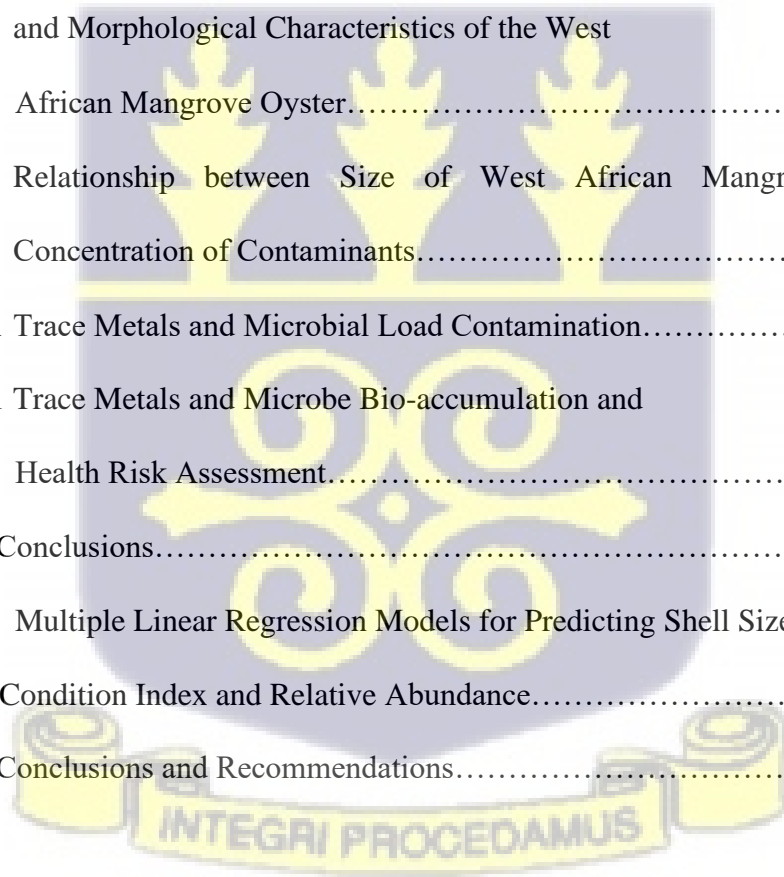 and Morphological Characteristics of the West
African Mangrove Oyster……………………………………
Relationship between Size of West African
Concentration of Contaminants………………………………
Trace Metals and Microbial Load Contamination……………
Trace Metals and Microbe Bio-accumulation and
Health Risk Assessment………………………………………
Conclusions……………………………………………………
Multiple Linear Regression Models for Predicting Shell Size
Condition Index and Relative Abundance……………………
Conclusions and Recommendations…………………………
INTEGRI PROCEDAMUS